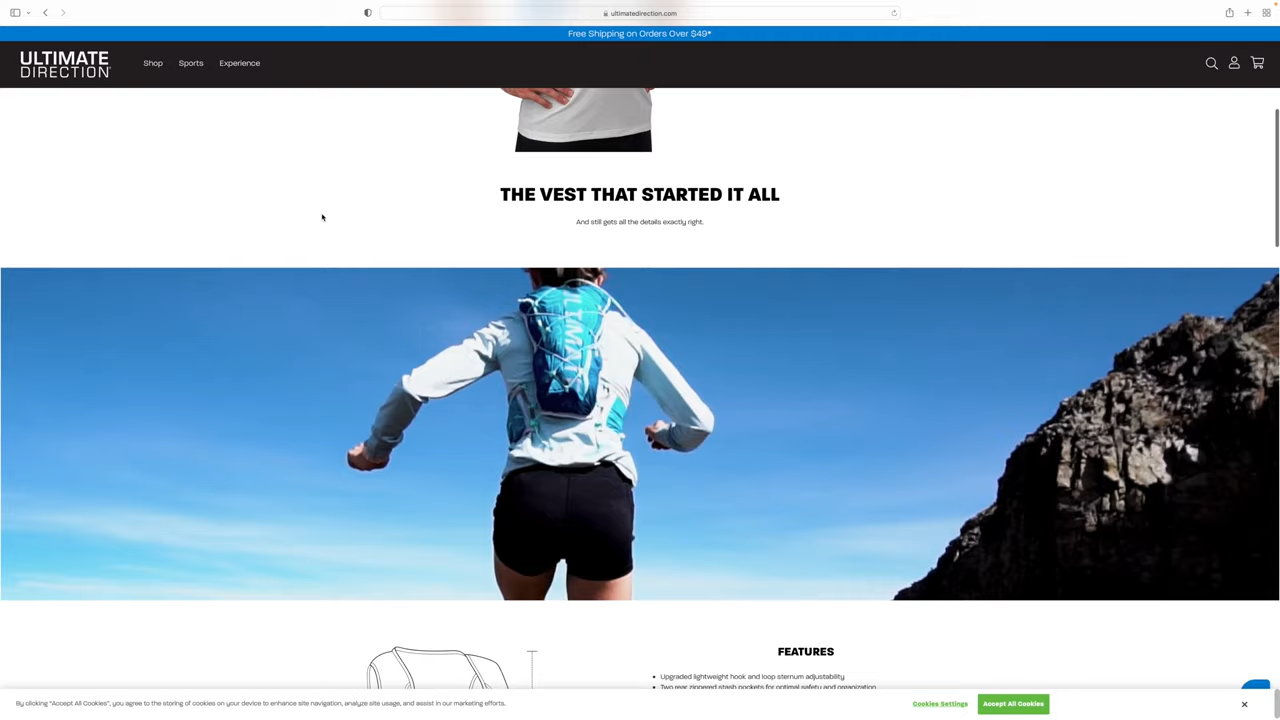 ultimatedirection.com
Free Shipping on Orders Over $49*
ULTIMATE
DIRECTION
Shop Sports Experience
THE VEST THAT STARTED IT ALL
And still gets all the details exactly right.
ULTIMATE
FEATURES
Upgraded lightweight hook and loop sternum adjustability
Two rear zippered stash pockets for optimal safety and organization
By clicking “Accept All Cookies”, you agree to the storing of cookies on your device to enhance site navigation, analyze site usage, and assist in our marketing efforts.
Cookies Settings
Accept All Cookies